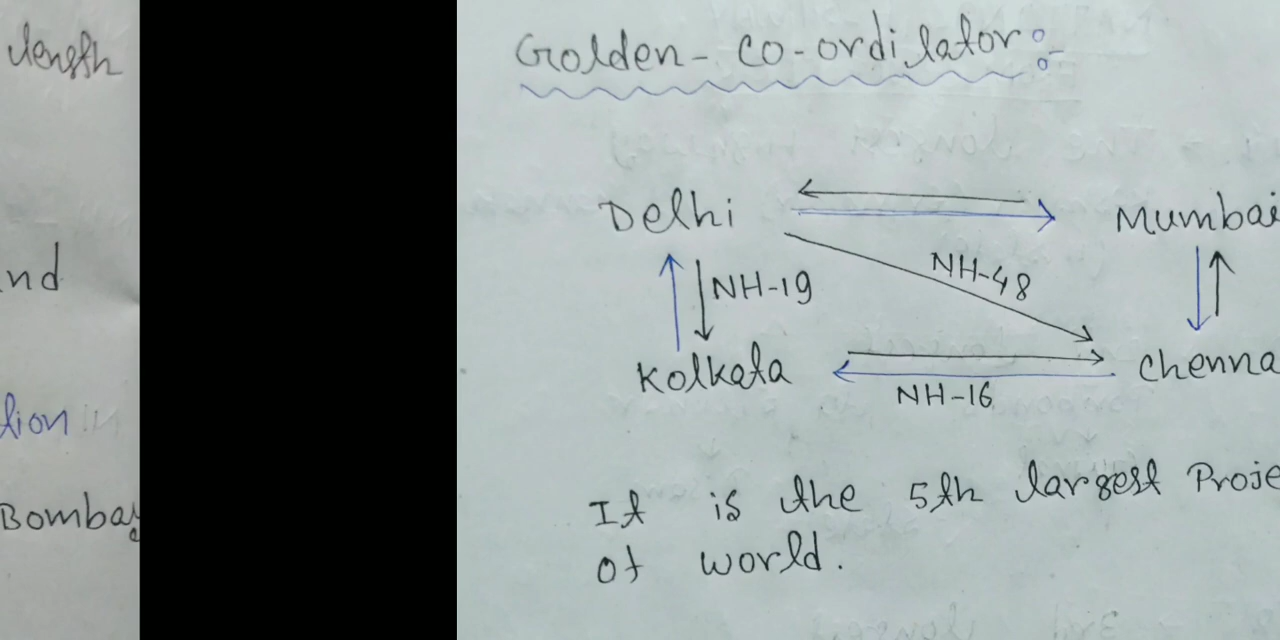 length
nd
tion
Bombay
Golden-co-ordilator:-
Delhi Mumbai
NH-48
NH-19
Kolkata Chenna
NH-16
It is the 5th largest Proje
of world.